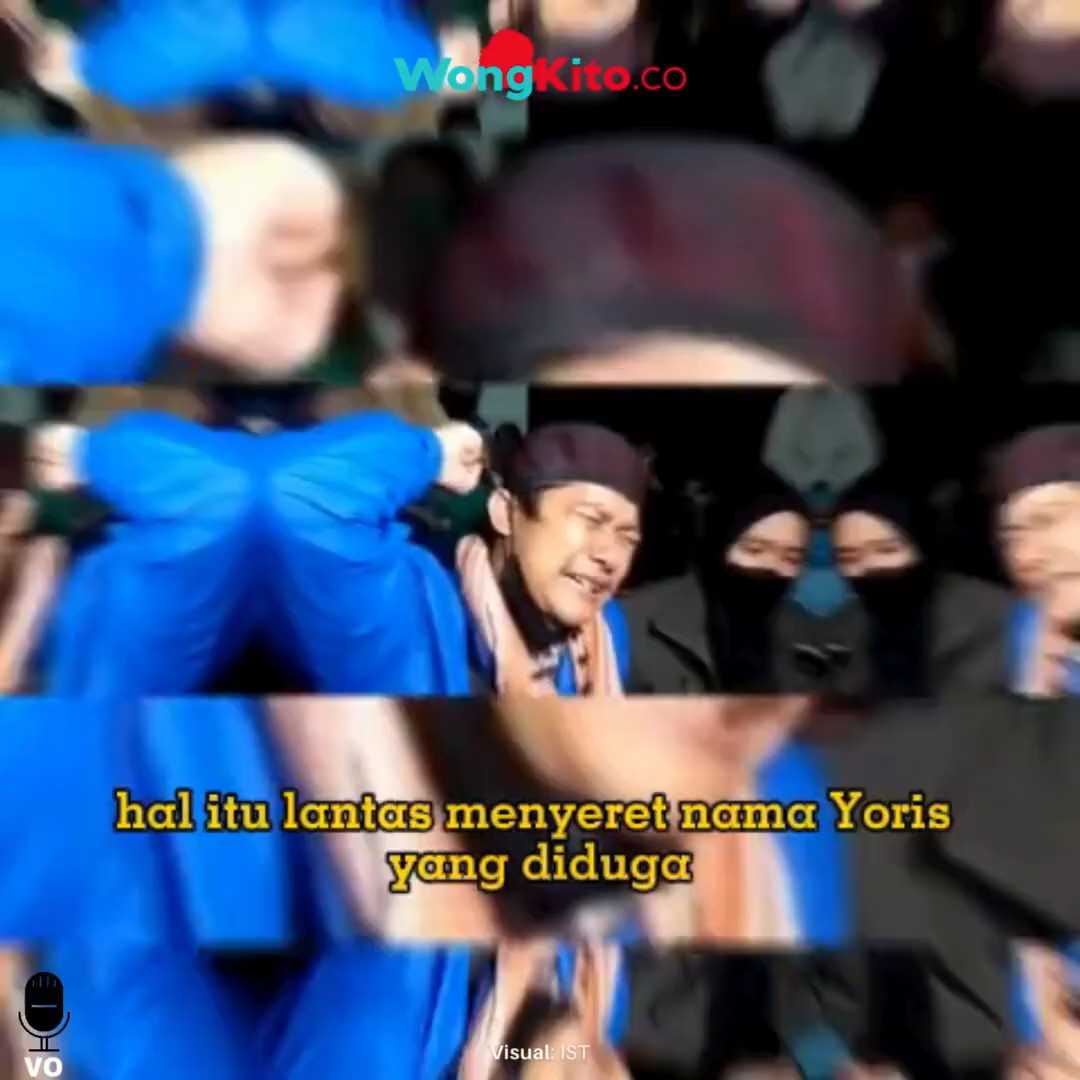 WongKito.co
hal itu lantas menyeret nama Yoris
yang diduga
VO
Visual: IST